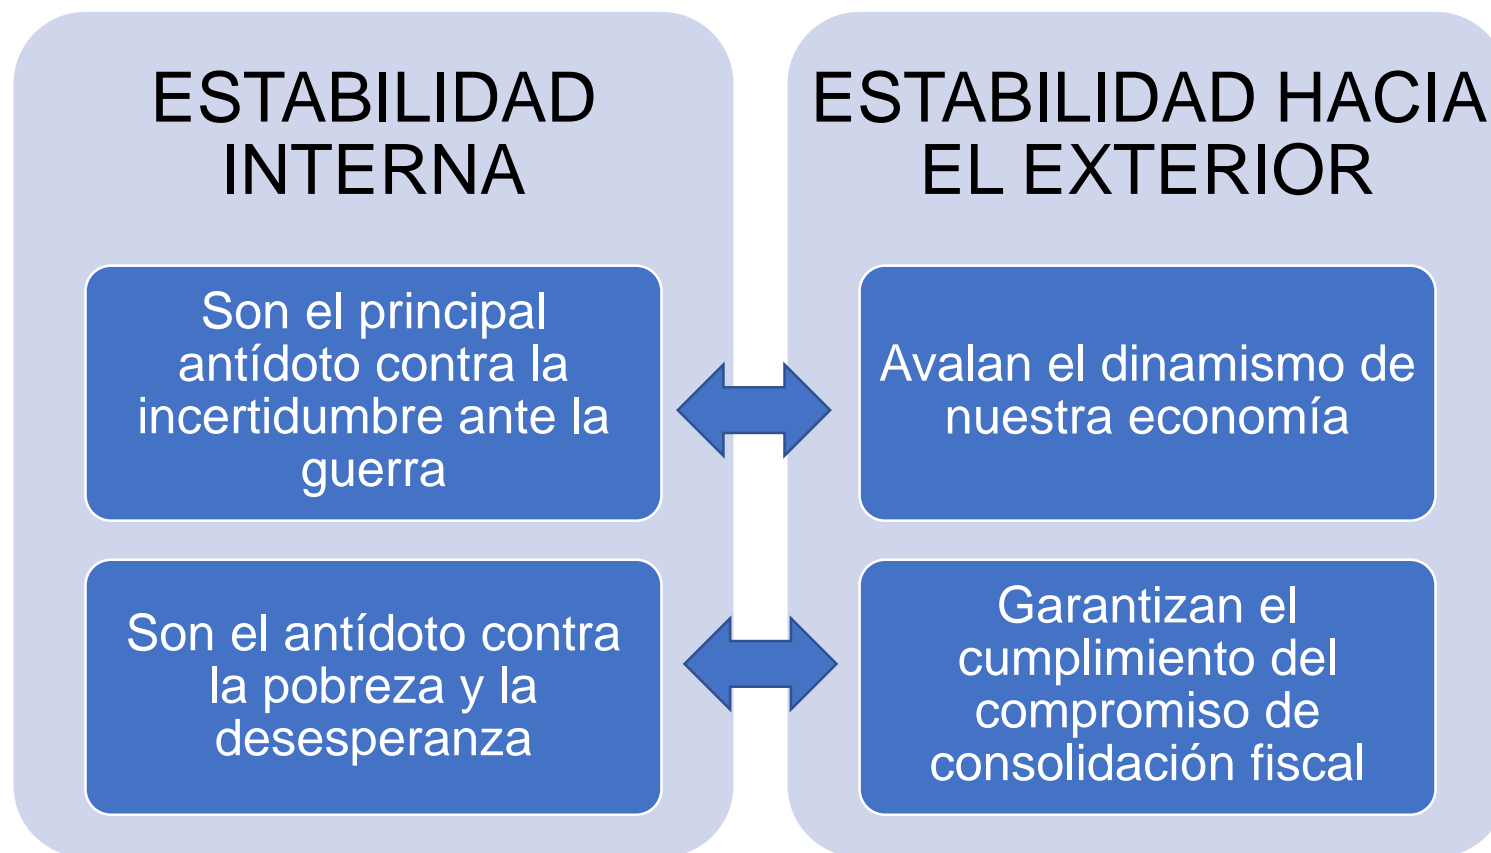 ESTABILIDAD
INTERNA
Son el principal
antídoto contra la
incertidumbre ante la
guerra
Son el antídoto contra
la pobreza y la
desesperanza
ESTABILIDAD HACIA
EL EXTERIOR
Avalan el dinamismo de
nuestra economía
Garantizan el
cumplimiento del
compromiso de
consolidación fiscal